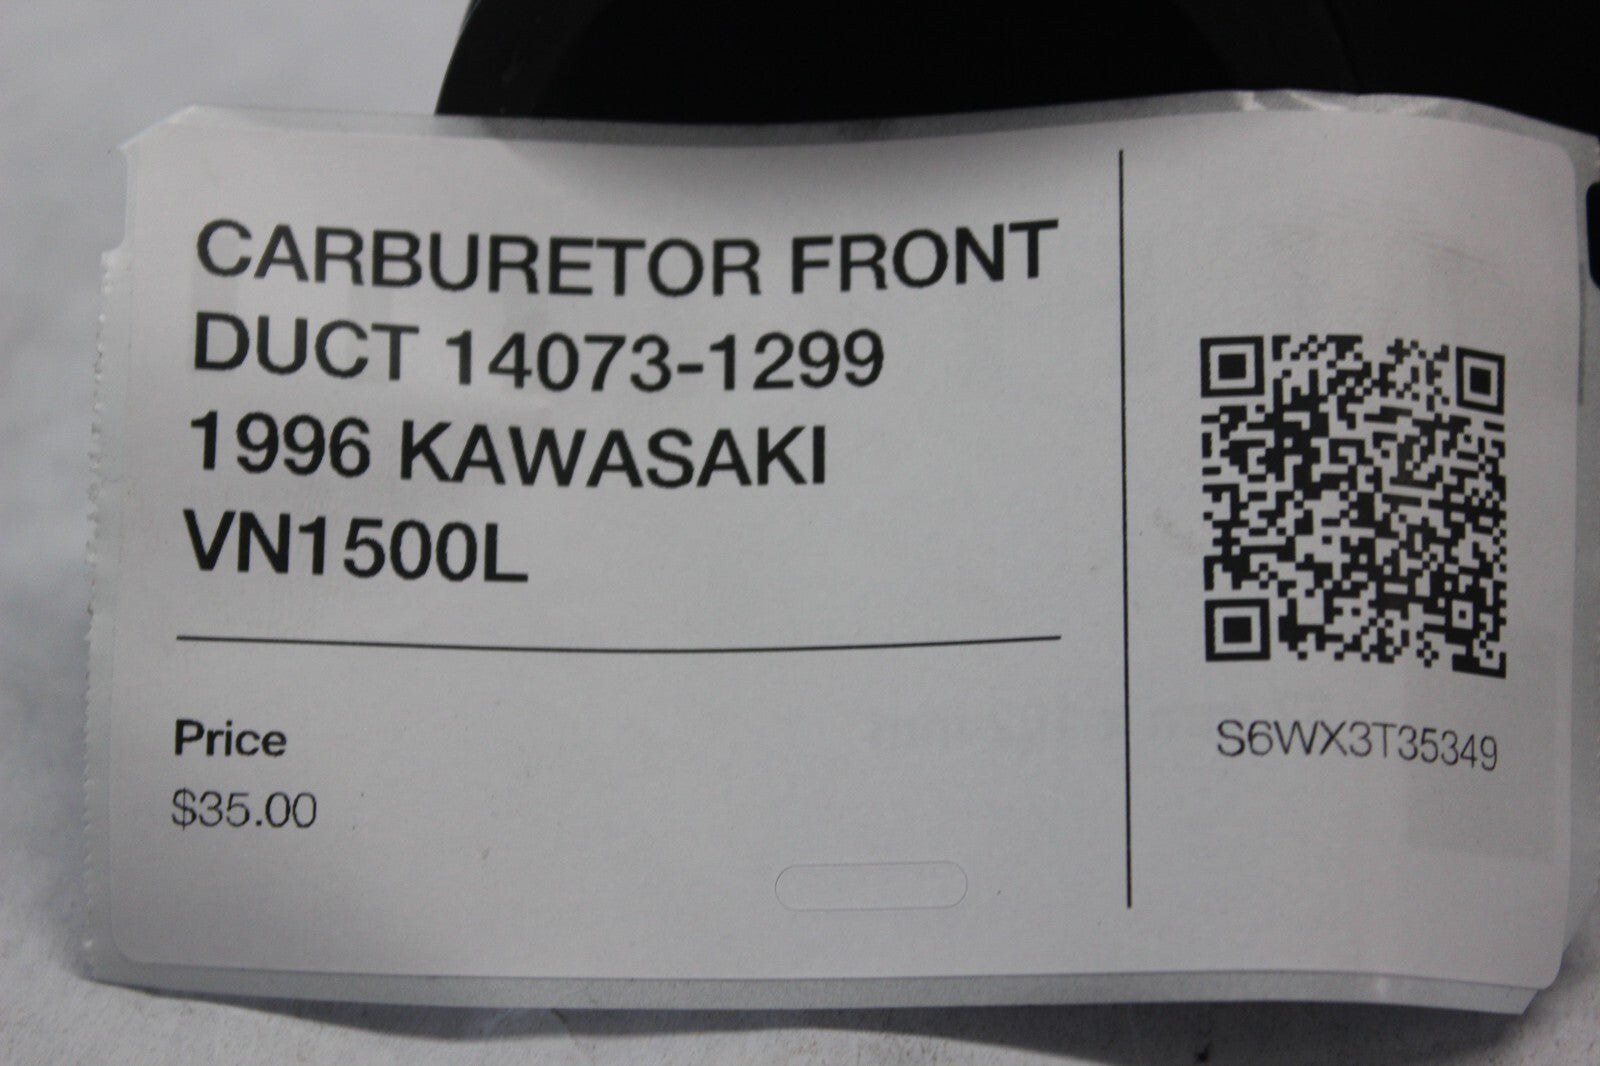 CARBURETOR FRONT
DUCT 14073-1299
1996 KAWASAKI
VN1500L
Price
$35.00
S6WX3T35349